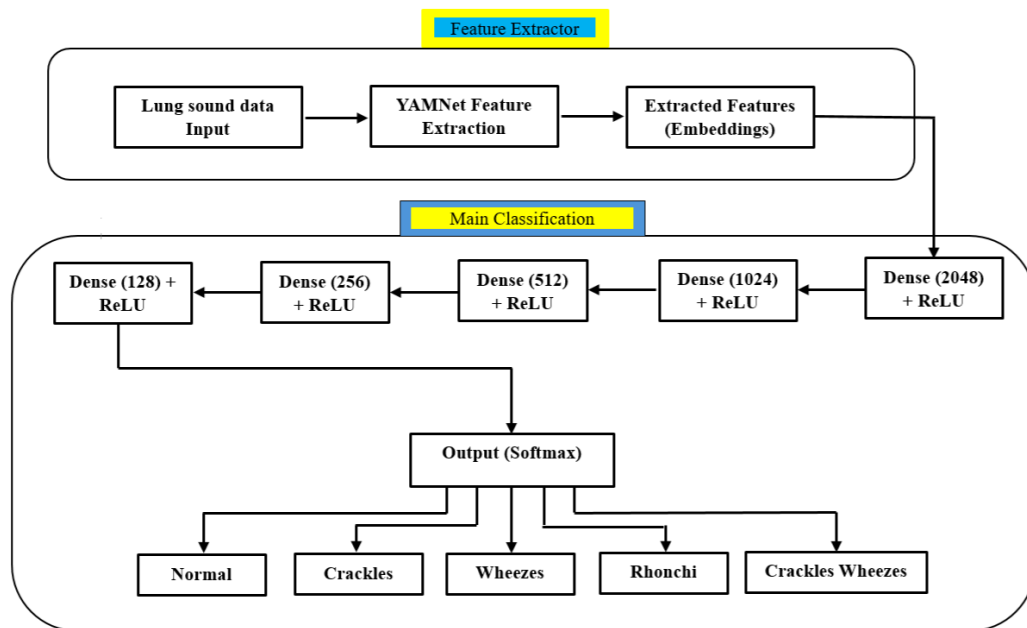 Feature Extractor
Lung sound data
Input
YAMNet Feature
Extraction
Extracted Features
(Embeddings)
Main Classification
Dense (128) +
ReLU
Dense (256)
+ ReLU
Dense (512)
+ ReLU
Dense (1024)
+ ReLU
Dense (2048)
+ ReLU
Output (Softmax)
Normal
Crackles
Wheezes
Rhonchi
Crackles Wheezes